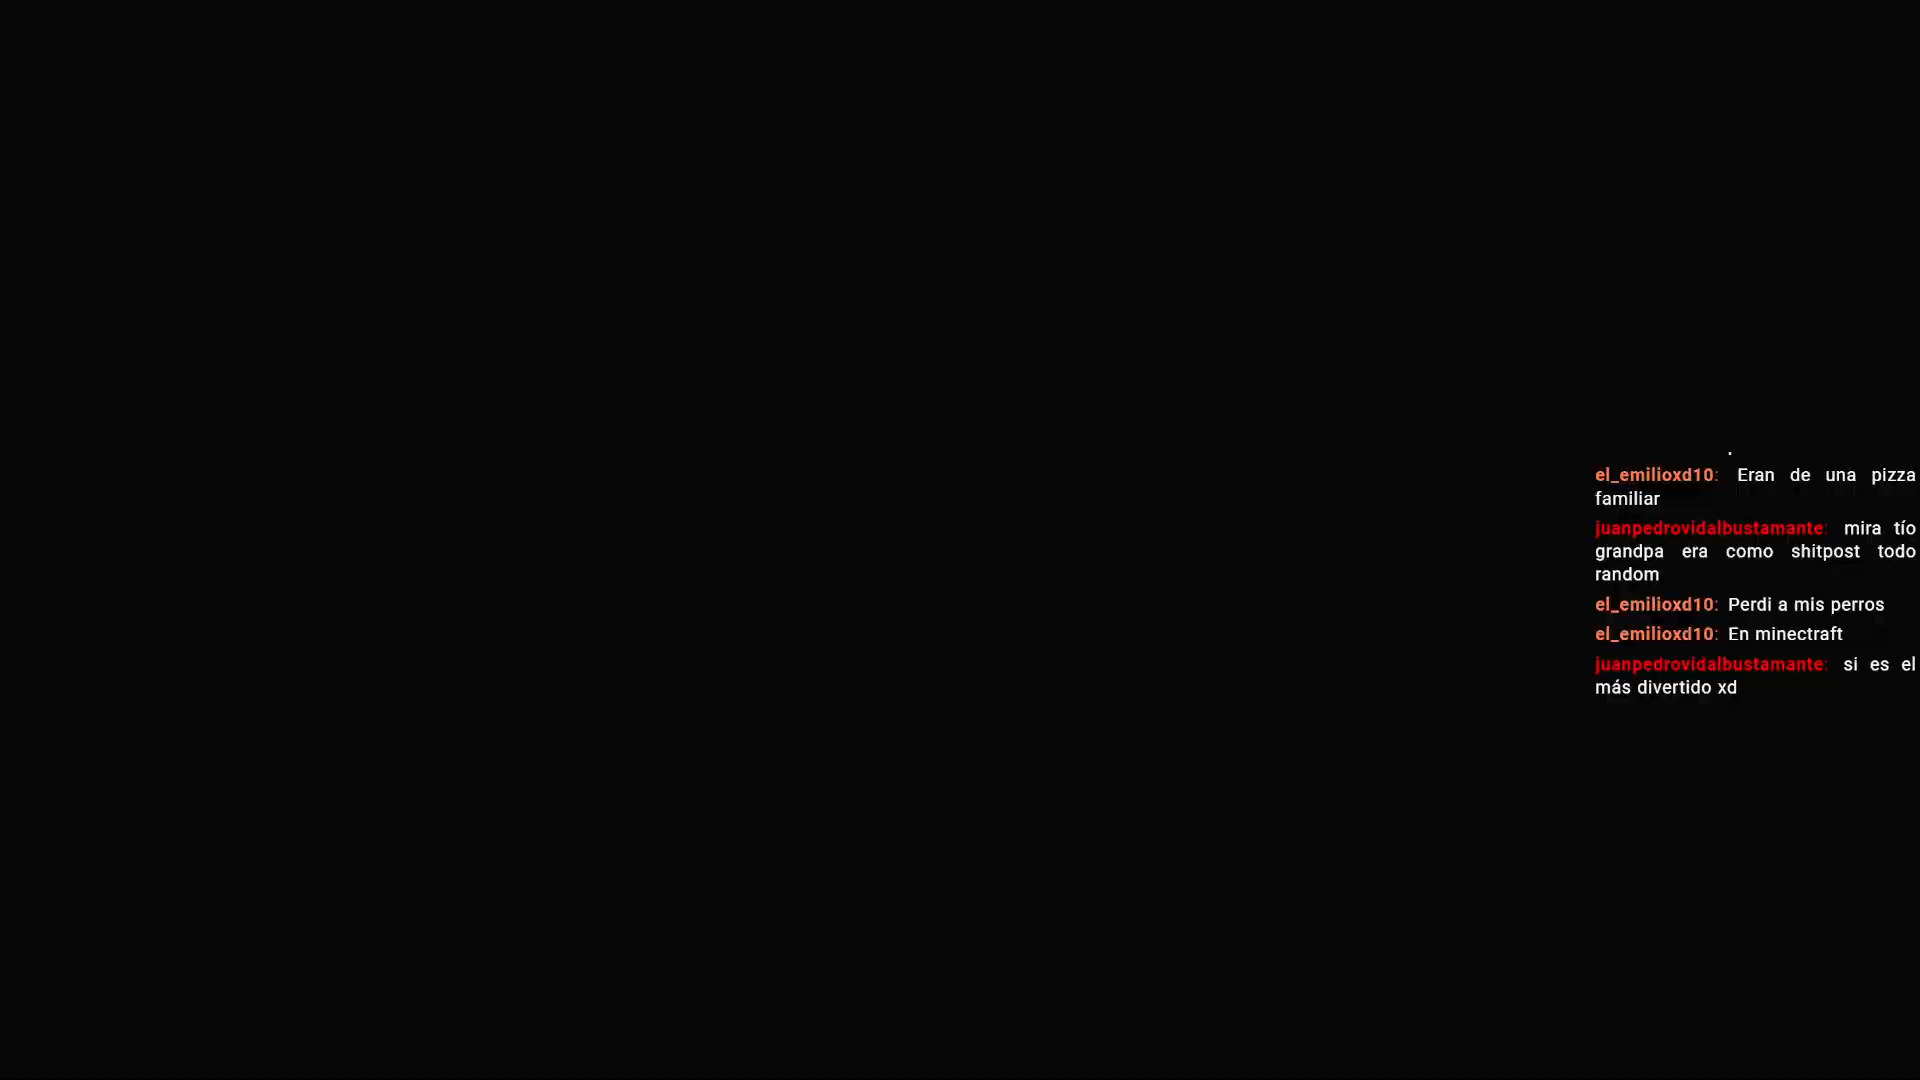 el_emilioxd10: Eran de una pizza
familiar
juanpedrovidalbustamante: mira tío
grandpa era como shitpost todo
random
el_emilioxd10: Perdi a mis perros
el_emilioxd10: En minectraft
juanpedrovidalbustamante: si es el
más divertido xd